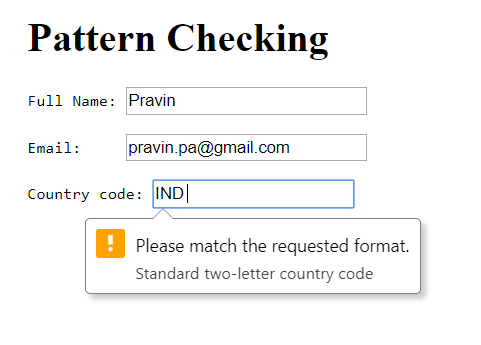 Pattern Checking
Full Name: Pravin
Email: pravin.pa@gmail.com
Country code: IND
Please match the requested format.
Standard two-letter country code